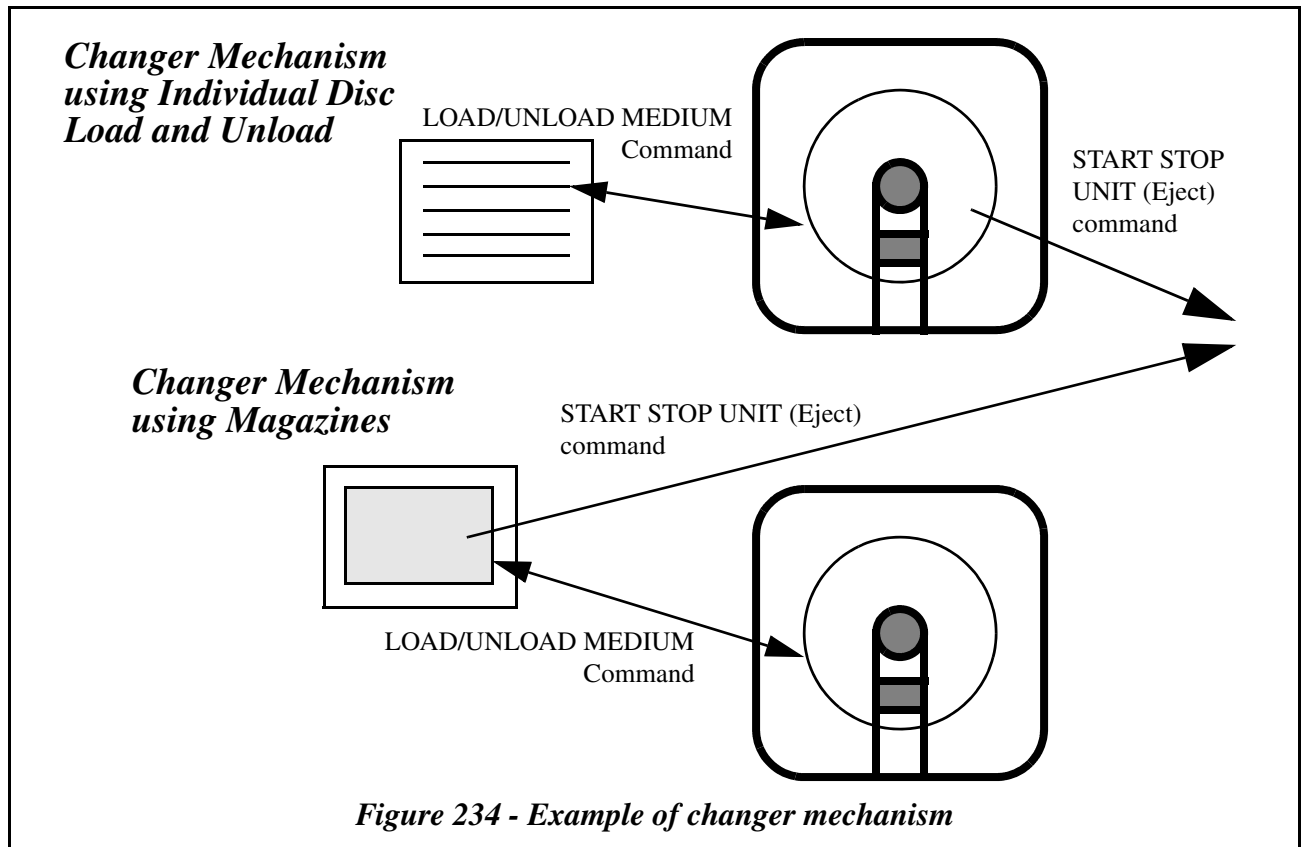 Changer Mechanism
using Individual Disc
Load and Unload
LOAD/UNLOAD MEDIUM
Command
START STOP
UNIT (Eject)
command
Changer Mechanism
using Magazines
START STOP UNIT (Eject)
command
LOAD/UNLOAD MEDIUM
Command
Figure 234 - Example of changer mechanism